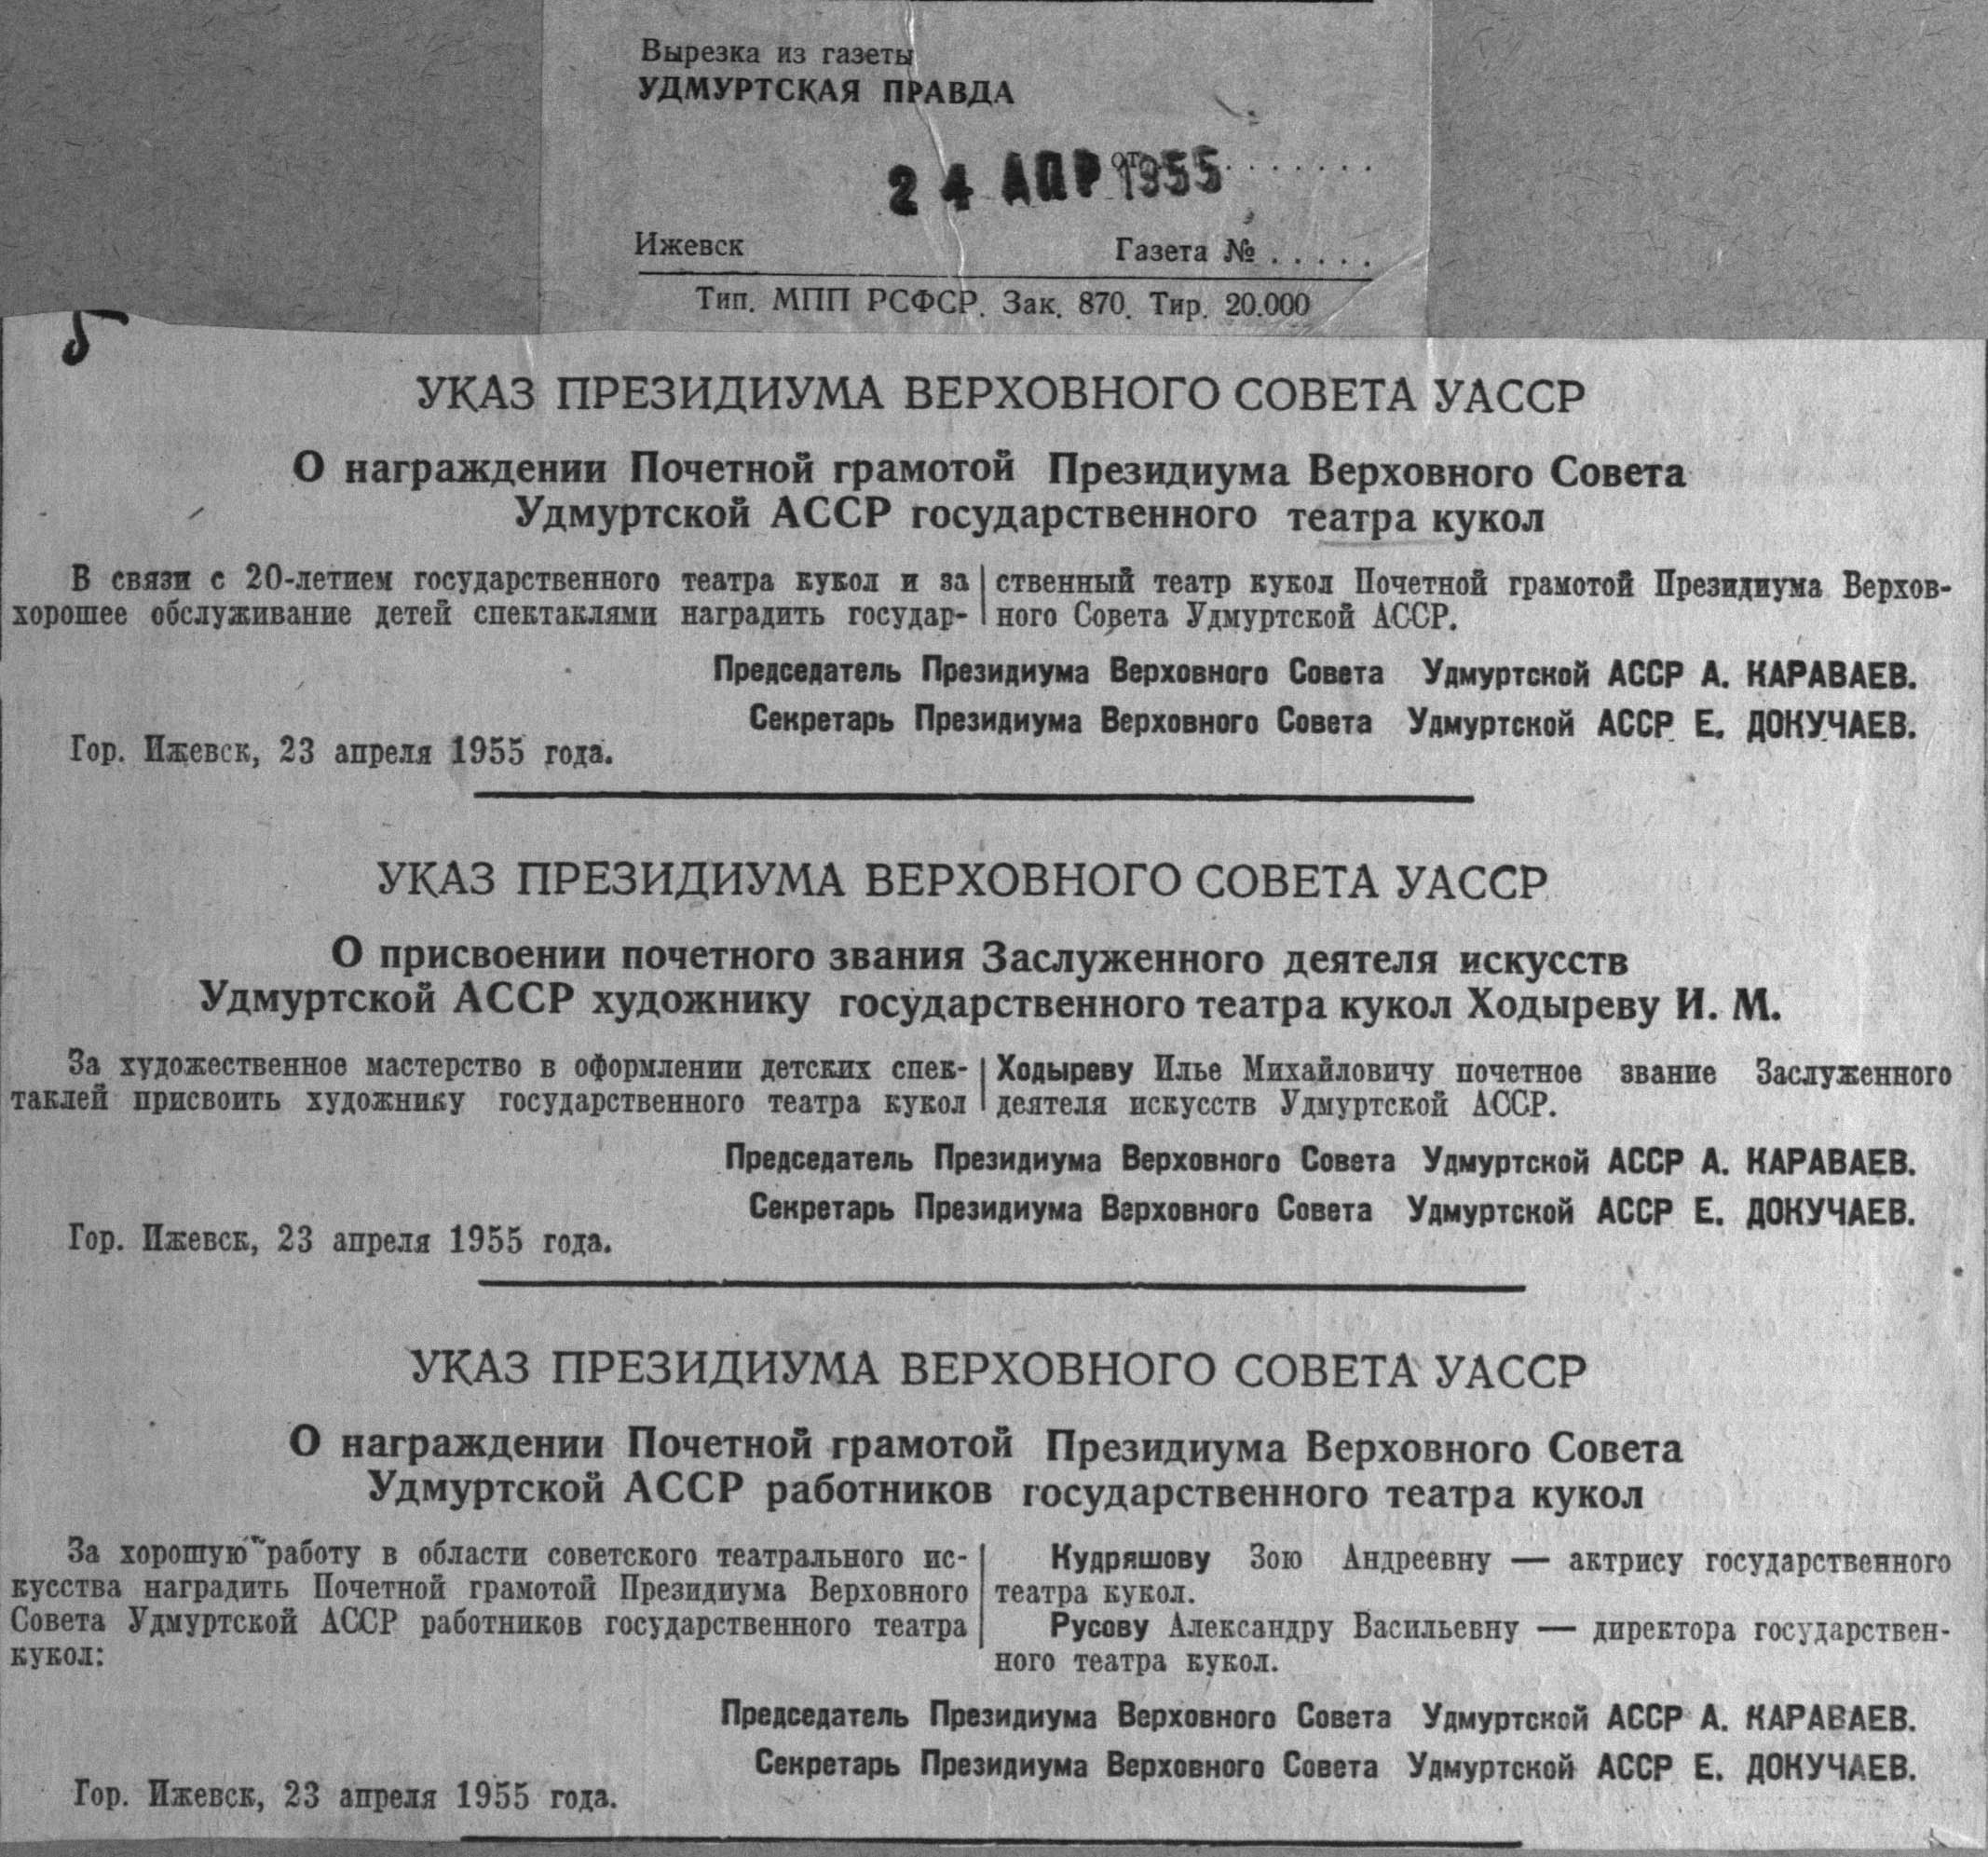 Вырезка из газеты
УДМУРТСКАЯ ПРАВДА
от . . . . . . . .
24 АПР 1955
Ижевск Газета № . . . . .
Тип. МПП РСФСР. Зак. 870. Тир. 20.000
УКАЗ ПРЕЗИДИУМА ВЕРХОВНОГО СОВЕТА УАССР
О награждении Почетной грамотой Президиума Верховного Совета
Удмуртской АССР государственного театра кукол
В связи с 20-летием государственного театра кукол и за
хорошее обслуживание детей спектаклями наградить государ-
ственный театр кукол Почетной грамотой Президиума Верхов-
ного Совета Удмуртской АССР.
Председатель Президиума Верховного Совета Удмуртской АССР А. КАРАВАЕВ.
Секретарь Президиума Верховного Совета Удмуртской АССР Е. ДОКУЧАЕВ.
Гор. Ижевск, 23 апреля 1955 года.
УКАЗ ПРЕЗИДИУМА ВЕРХОВНОГО СОВЕТА УАССР
О присвоении почетного звания Заслуженного деятеля искусств
Удмуртской АССР художнику государственного театра кукол Ходыреву И. М.
За художественное мастерство в оформлении детских спек-
таклей присвоить художнику государственного театра кукол
Ходыреву Илье Михайловичу почетное звание Заслуженного
деятеля искусств Удмуртской АССР.
Председатель Президиума Верховного Совета Удмуртской АССР А. КАРАВАЕВ.
Секретарь Президиума Верховного Совета Удмуртской АССР Е. ДОКУЧАЕВ.
Гор. Ижевск, 23 апреля 1955 года.
УКАЗ ПРЕЗИДИУМА ВЕРХОВНОГО СОВЕТА УАССР
О награждении Почетной грамотой Президиума Верховного Совета
Удмуртской АССР работников государственного театра кукол
За хорошую работу в области советского театрального ис-
кусства наградить Почетной грамотой Президиума Верховного
Совета Удмуртской АССР работников государственного театра
кукол:
Кудряшову Зою Андреевну — актрису государственного
театра кукол.
Русову Александру Васильевну — директора государствен-
ного театра кукол.
Председатель Президиума Верховного Совета Удмуртской АССР А. КАРАВАЕВ.
Секретарь Президиума Верховного Совета Удмуртской АССР Е. ДОКУЧАЕВ.
Гор. Ижевск, 23 апреля 1955 года.